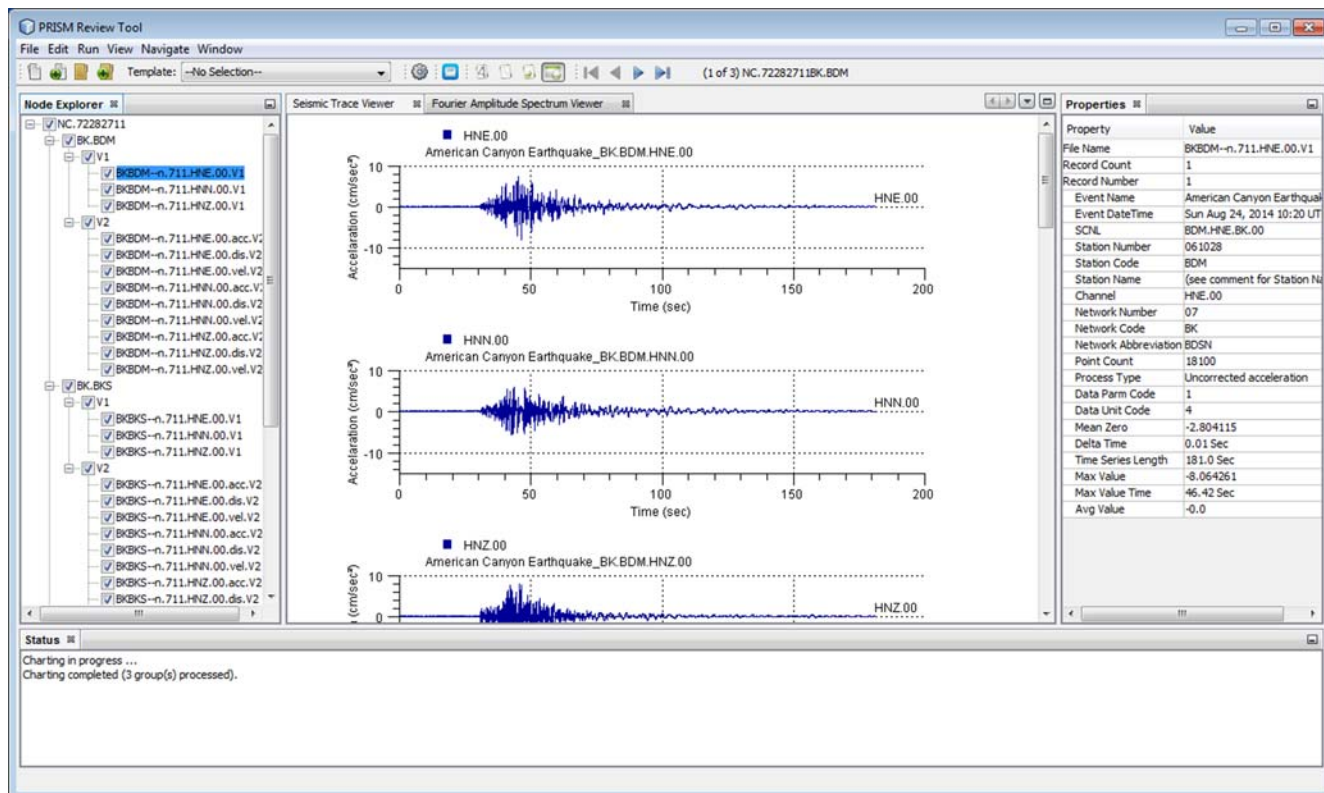 PRISM Review Tool
File Edit Run View Navigate Window
Template: --No Selection--
(1 of 3) NC.72282711BK.BDM
Node Explorer
NC.72282711
BK.BDM
V1
BKBDM--n.711.HNE.00.V1
BKBDM--n.711.HNN.00.V1
BKBDM--n.711.HNZ.00.V1
V2
BKBDM--n.711.HNE.00.acc.V2
BKBDM--n.711.HNE.00.dis.V2
BKBDM--n.711.HNE.00.vel.V2
BKBDM--n.711.HNN.00.acc.V2
BKBDM--n.711.HNN.00.dis.V2
BKBDM--n.711.HNN.00.vel.V2
BKBDM--n.711.HNZ.00.acc.V2
BKBDM--n.711.HNZ.00.dis.V2
BKBDM--n.711.HNZ.00.vel.V2
BK.BKS
V1
BKBKS--n.711.HNE.00.V1
BKBKS--n.711.HNN.00.V1
BKBKS--n.711.HNZ.00.V1
V2
BKBKS--n.711.HNE.00.acc.V2
BKBKS--n.711.HNE.00.dis.V2
BKBKS--n.711.HNE.00.vel.V2
BKBKS--n.711.HNN.00.acc.V2
BKBKS--n.711.HNN.00.dis.V2
BKBKS--n.711.HNN.00.vel.V2
BKBKS--n.711.HNZ.00.acc.V2
BKBKS--n.711.HNZ.00.dis.V2
Seismic Trace Viewer
Fourier Amplitude Spectrum Viewer
HNE.00
American Canyon Earthquake_BK.BDM.HNE.00
Accelaration (cm/sec²)
10
0
-10
HNE.00
0 50 100 150 200
Time (sec)
HNN.00
American Canyon Earthquake_BK.BDM.HNN.00
Accelaration (cm/sec²)
10
0
-10
HNN.00
0 50 100 150 200
Time (sec)
HNZ.00
American Canyon Earthquake_BK.BDM.HNZ.00
(cm/sec²)
10
0
HNZ.00
Properties
Property Value
File Name BKBDM--n.711.HNE.00.V1
Record Count 1
Record Number 1
Event Name American Canyon Earthquak
Event DateTime Sun Aug 24, 2014 10:20 UT
SCNL BDM.HNE.BK.00
Station Number 061028
Station Code BDM
Station Name (see comment for Station Na
Channel HNE.00
Network Number 07
Network Code BK
Network Abbreviation BDSN
Point Count 18100
Process Type Uncorrected acceleration
Data Parm Code 1
Data Unit Code 4
Mean Zero -2.804115
Delta Time 0.01 Sec
Time Series Length 181.0 Sec
Max Value -8.064261
Max Value Time 46.42 Sec
Avg Value -0.0
Status
Charting in progress ...
Charting completed (3 group(s) processed).